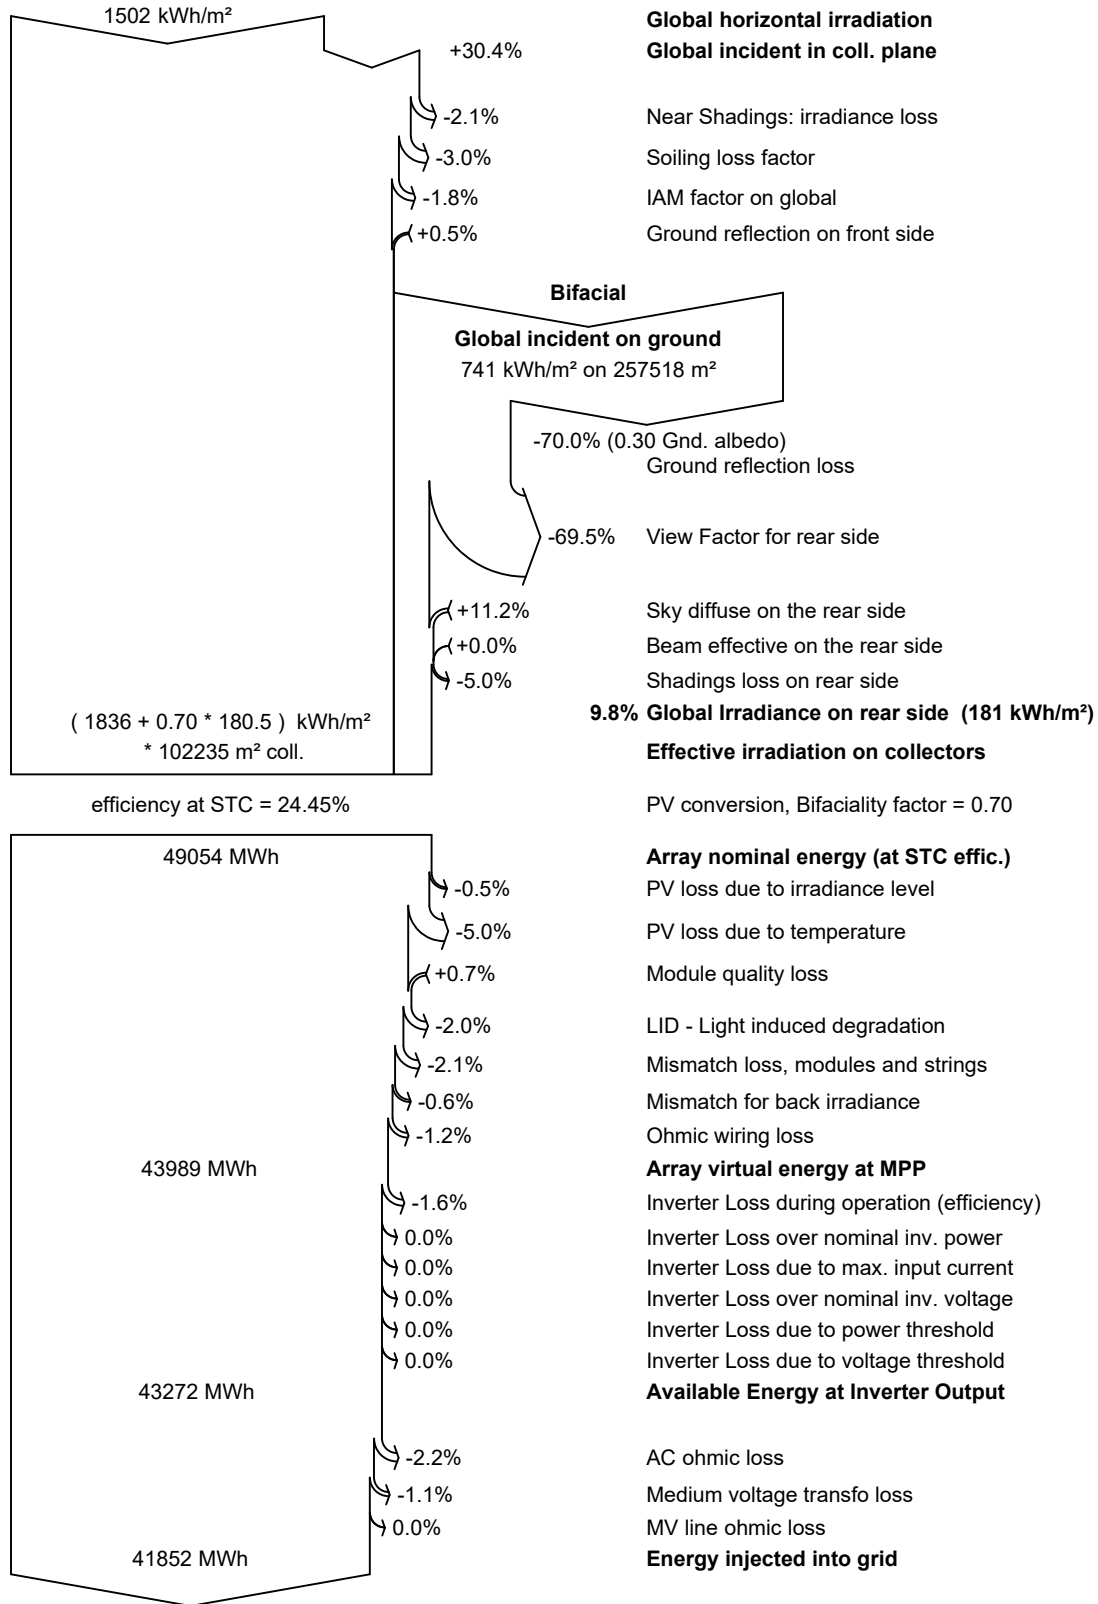 1502 kWh/m² Global horizontal irradiation
+30.4% Global incident in coll. plane
-2.1% Near Shadings: irradiance loss
-3.0% Soiling loss factor
-1.8% IAM factor on global
+0.5% Ground reflection on front side
Bifacial
Global incident on ground
741 kWh/m² on 257518 m²
-70.0% (0.30 Gnd. albedo)
Ground reflection loss
-69.5% View Factor for rear side
+11.2% Sky diffuse on the rear side
+0.0% Beam effective on the rear side
-5.0% Shadings loss on rear side
( 1836 + 0.70 * 180.5 ) kWh/m² 9.8% Global Irradiance on rear side (181 kWh/m²)
* 102235 m² coll. Effective irradiation on collectors
efficiency at STC = 24.45% PV conversion, Bifaciality factor = 0.70
49054 MWh Array nominal energy (at STC effic.)
-0.5% PV loss due to irradiance level
-5.0% PV loss due to temperature
+0.7% Module quality loss
-2.0% LID - Light induced degradation
-2.1% Mismatch loss, modules and strings
-0.6% Mismatch for back irradiance
-1.2% Ohmic wiring loss
43989 MWh Array virtual energy at MPP
-1.6% Inverter Loss during operation (efficiency)
0.0% Inverter Loss over nominal inv. power
0.0% Inverter Loss due to max. input current
0.0% Inverter Loss over nominal inv. voltage
0.0% Inverter Loss due to power threshold
0.0% Inverter Loss due to voltage threshold
43272 MWh Available Energy at Inverter Output
-2.2% AC ohmic loss
-1.1% Medium voltage transfo loss
0.0% MV line ohmic loss
41852 MWh Energy injected into grid